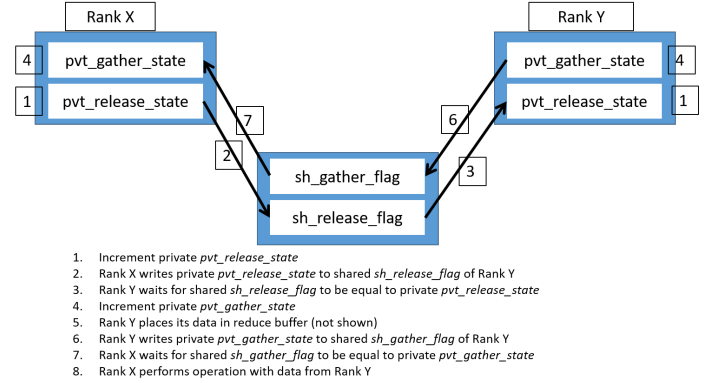 Rank X
Rank Y
4
pvt_gather_state
pvt_gather_state
4
1
pvt_release_state
pvt_release_state
1
7
6
2
3
sh_gather_flag
sh_release_flag
1. Increment private pvt_release_state
2. Rank X writes private pvt_release_state to shared sh_release_flag of Rank Y
3. Rank Y waits for shared sh_release_flag to be equal to private pvt_release_state
4. Increment private pvt_gather_state
5. Rank Y places its data in reduce buffer (not shown)
6. Rank Y writes private pvt_gather_state to shared sh_gather_flag of Rank Y
7. Rank X waits for shared sh_gather_flag to be equal to private pvt_gather_state
8. Rank X performs operation with data from Rank Y